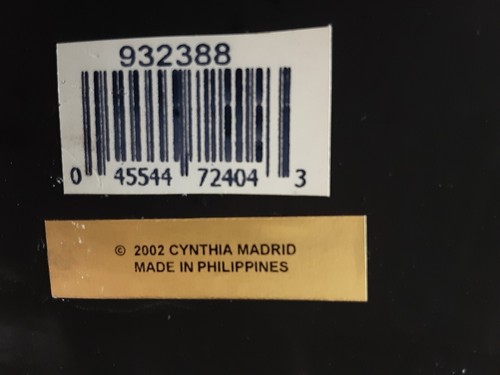 932388
0 45544 72404 3
© 2002 CYNTHIA MADRID
MADE IN PHILIPPINES